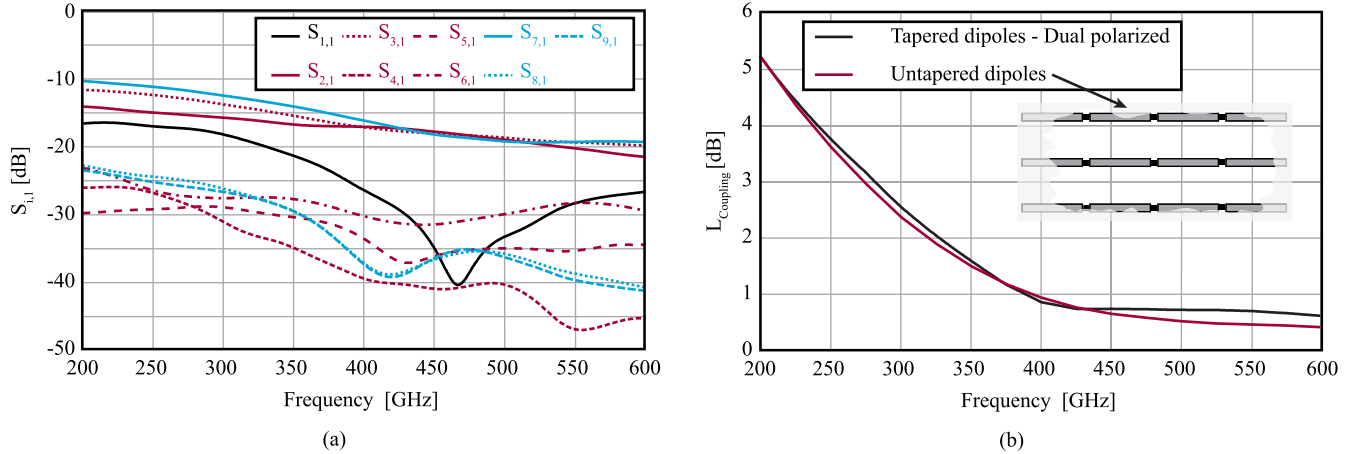 0
-10
-20
-30
-40
-50
S1,1 S3,1 S5,1 S7,1 S9,1
S2,1 S4,1 S6,1 S8,1
Si,1 [dB]
200 250 300 350 400 450 500 550 600
Frequency [GHz]
(a)
6
5
4
3
2
1
0
Tapered dipoles - Dual polarized
Untapered dipoles
LCoupling [dB]
200 250 300 350 400 450 500 550 600
Frequency [GHz]
(b)